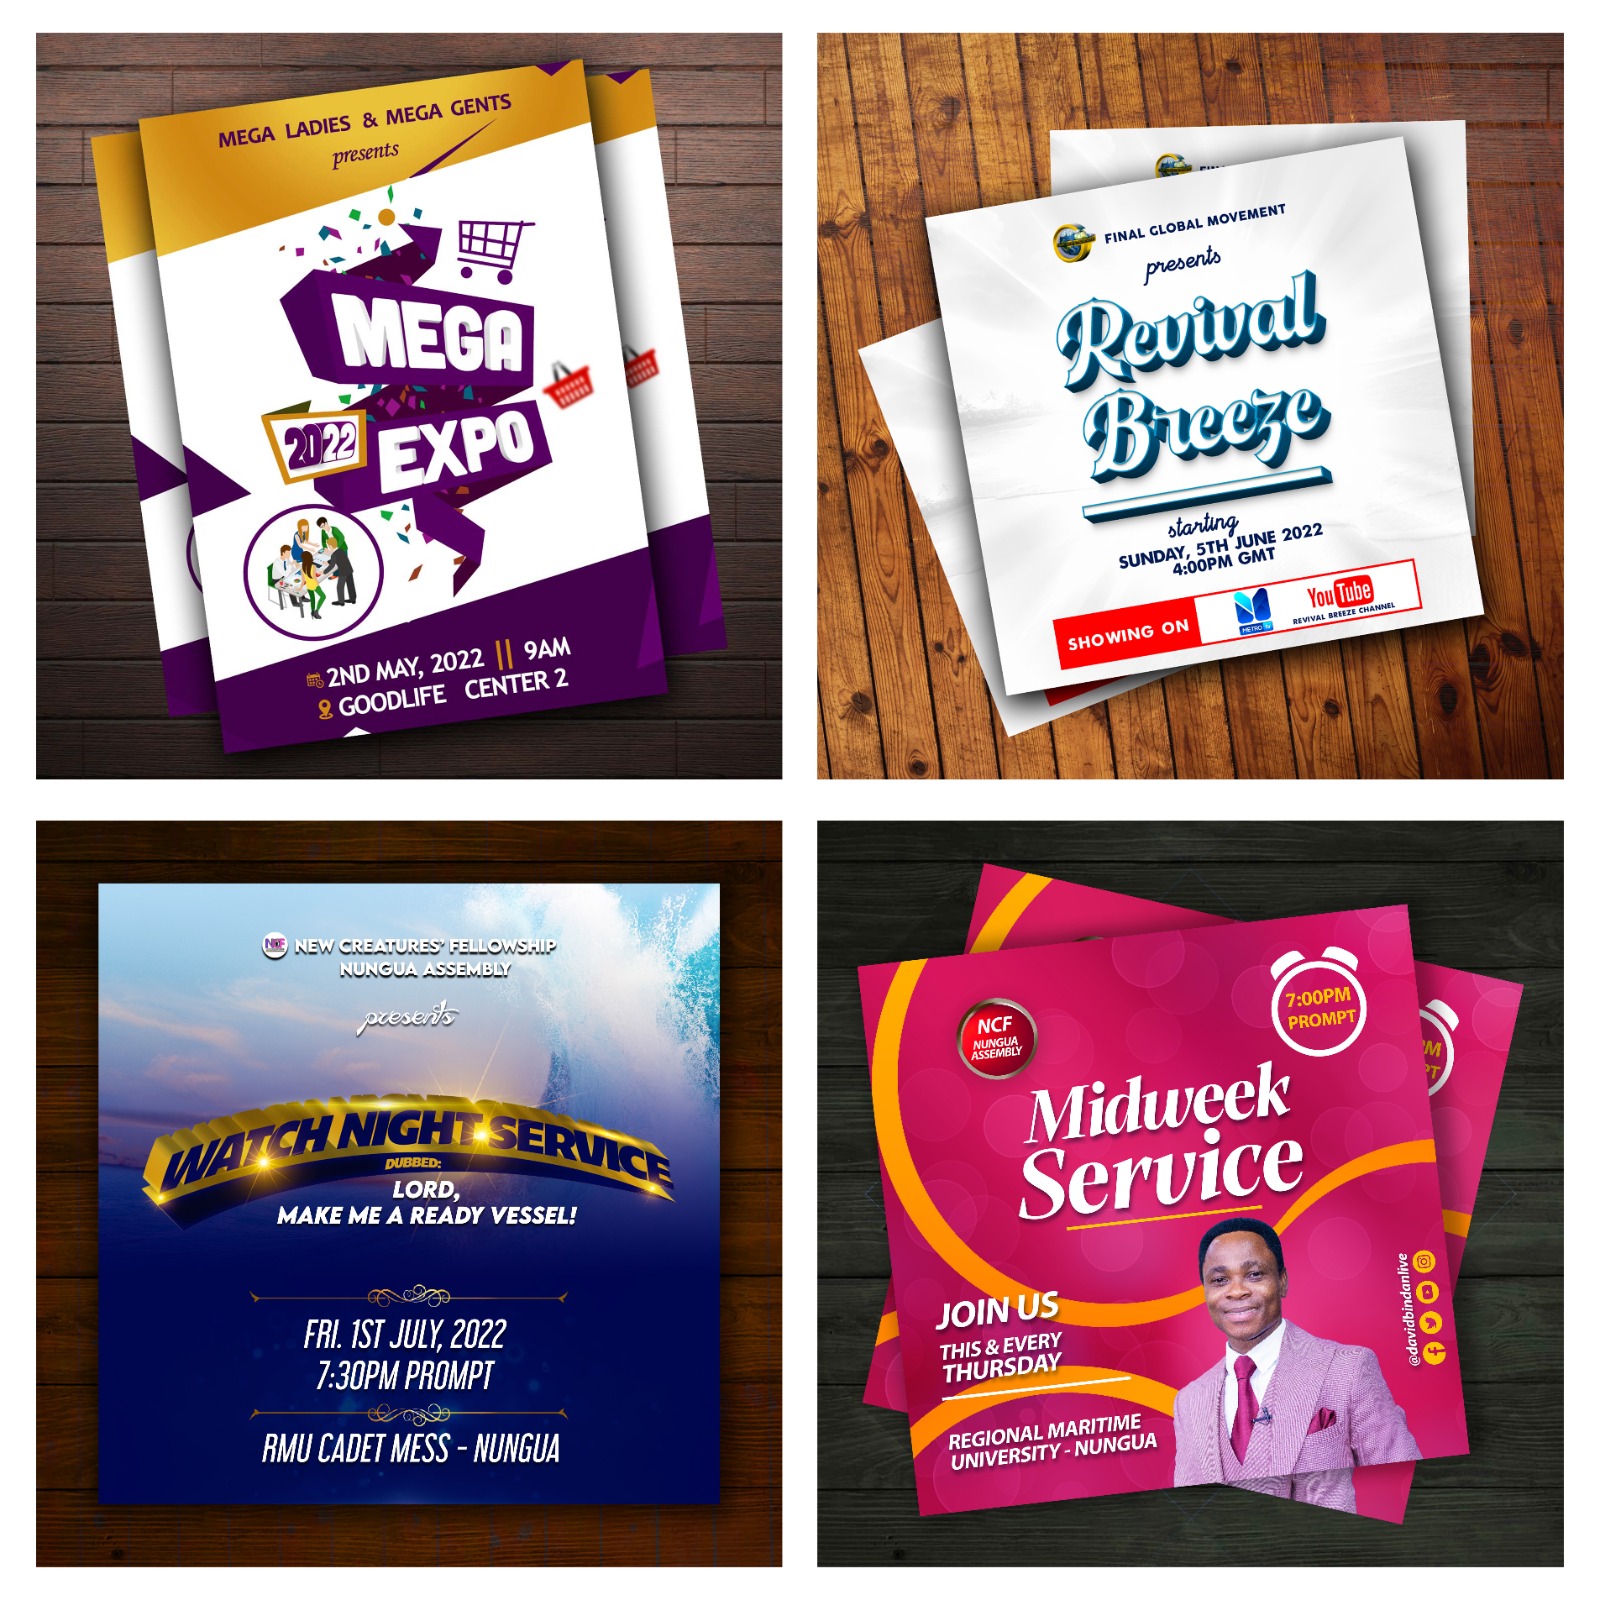 MEGA LADIES & MEGA GENTS
presents
MEGA
2022
EXPO
2ND MAY, 2022 || 9AM
GOODLIFE CENTER 2
FINAL GLOBAL MOVEMENT
presents
Revival
Breeze
starting
SUNDAY, 5TH JUNE 2022
4:00PM GMT
SHOWING ON
METRO TV
YouTube
REVIVAL BREEZE CHANNEL
NCF
NEW CREATURES' FELLOWSHIP
NUNGUA ASSEMBLY
presents
WATCH NIGHT SERVICE
DUBBED:
LORD,
MAKE ME A READY VESSEL!
FRI. 1ST JULY, 2022
7:30PM PROMPT
RMU CADET MESS - NUNGUA
7:00PM
PROMPT
NCF
NUNGUA
ASSEMBLY
Midweek
Service
JOIN US
THIS & EVERY
THURSDAY
REGIONAL MARITIME
UNIVERSITY - NUNGUA
@davidbindanlive